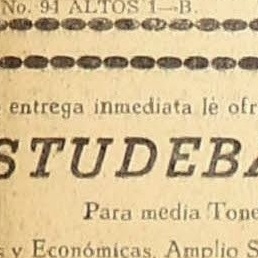 No. 94 ALTOS 1—B.
entrega inmediata le ofr
STUDEBA
Para media Tone
s y Económicas. Amplio S